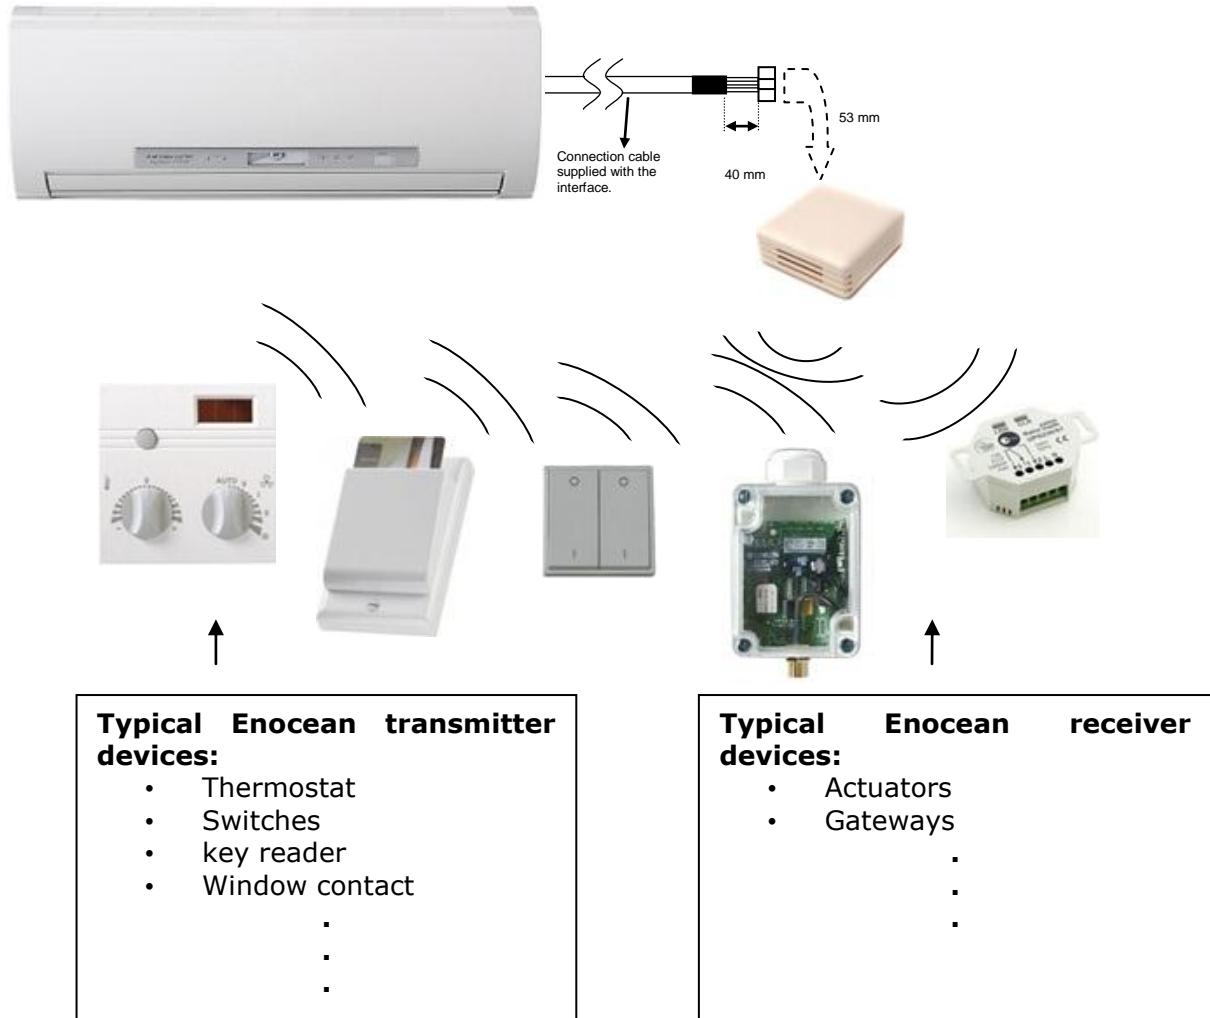 53 mm
Connection cable
supplied with the
interface.
40 mm
AUTO
Typical Enocean transmitter
devices:
• Thermostat
• Switches
• key reader
• Window contact
.
.
.
Typical Enocean receiver
devices:
• Actuators
• Gateways
.
.
.